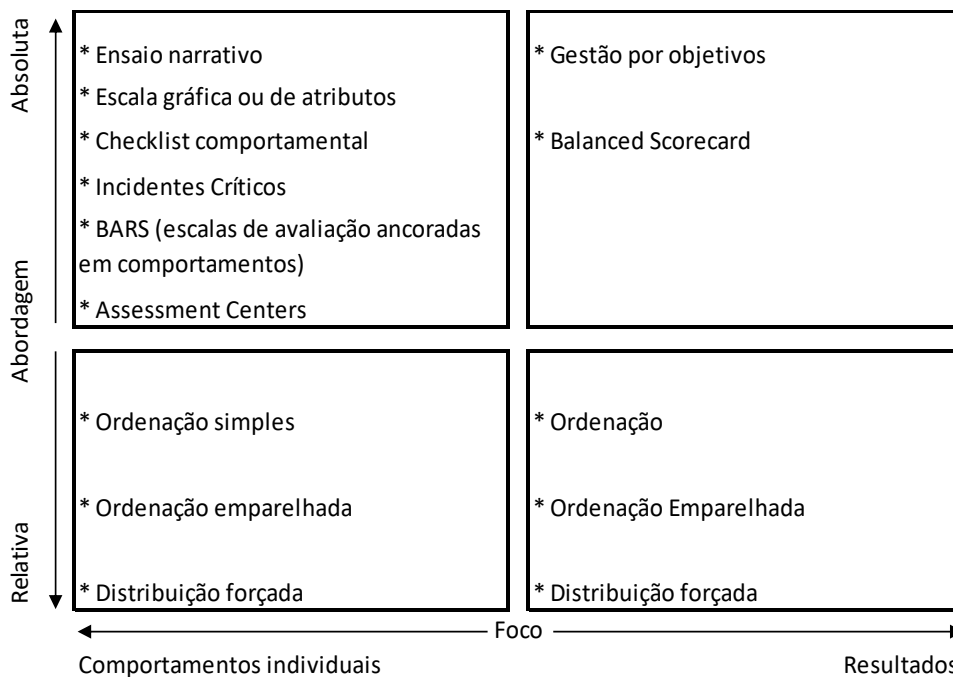 Absoluta
Abordagem
Relativa
* Ensaio narrativo
* Escala gráfica ou de atributos
* Checklist comportamental
* Incidentes Críticos
* BARS (escalas de avaliação ancoradas
em comportamentos)
* Assessment Centers
* Gestão por objetivos
* Balanced Scorecard
* Ordenação simples
* Ordenação emparelhada
* Distribuição forçada
* Ordenação
* Ordenação Emparelhada
* Distribuição forçada
Foco
Comportamentos individuais
Resultados